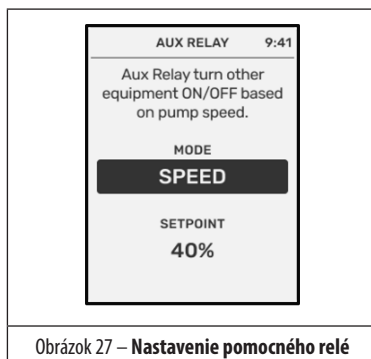 AUX RELAY 9:41
Aux Relay turn other
equipment ON/OFF based
on pump speed.
MODE
SPEED
SETPOINT
40%
Obrázok 27 – Nastavenie pomocného relé